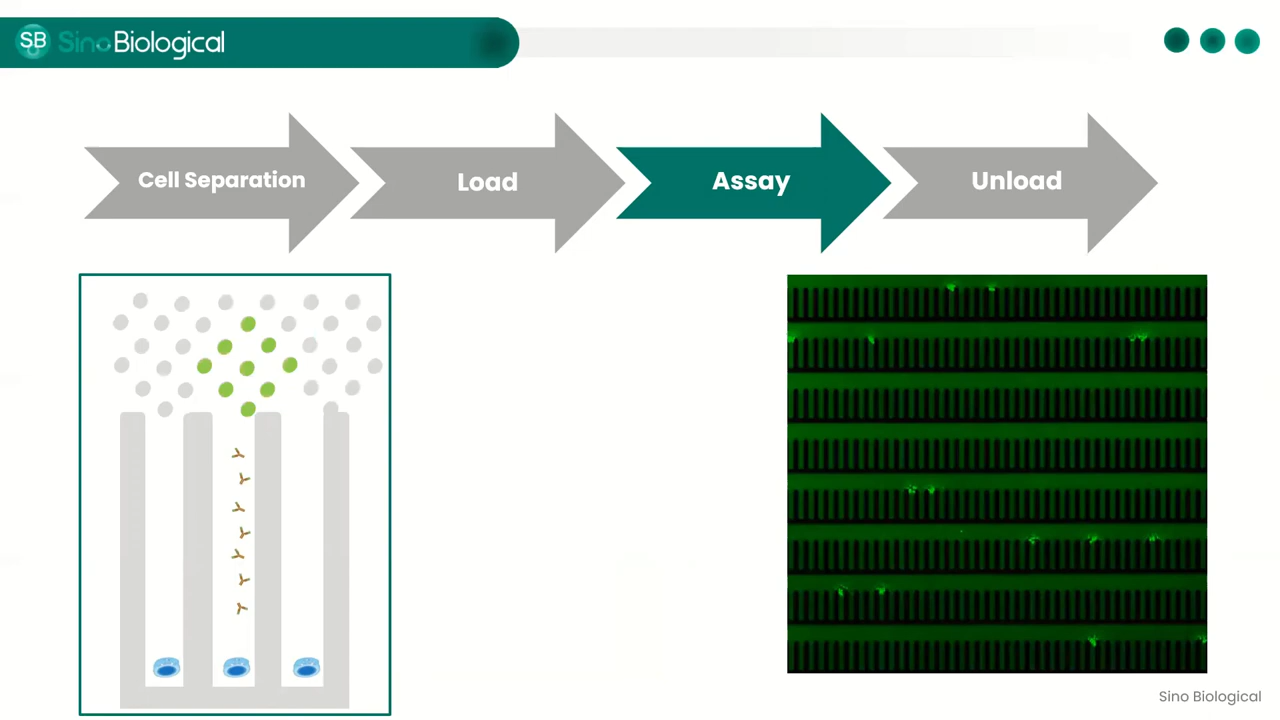 SB SinoBiological
Cell Separation
Load
Assay
Unload
Sino Biological